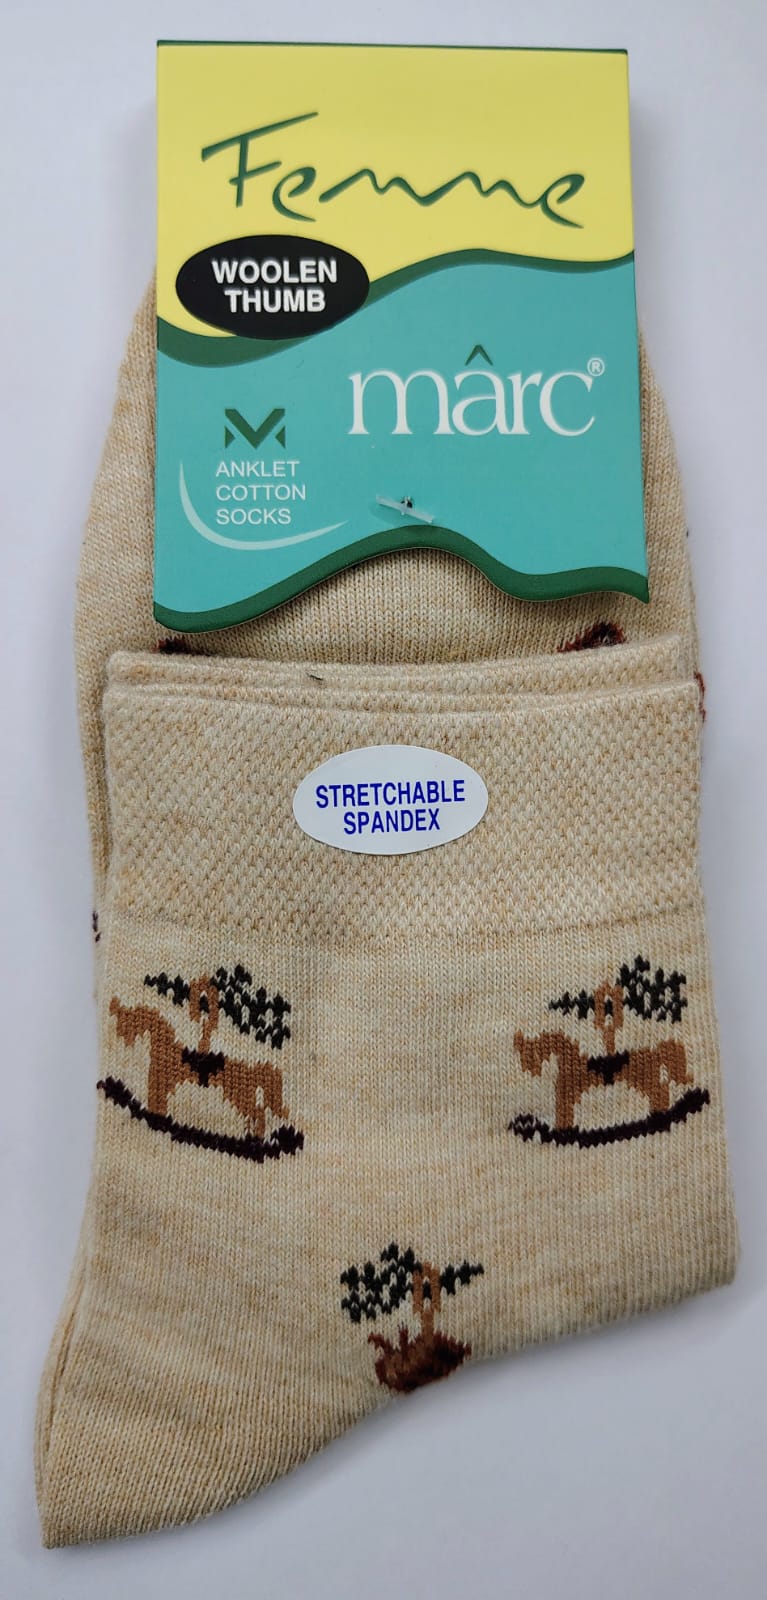 Femme
WOOLEN
THUMB
mârc®
ANKLET
COTTON
SOCKS
STRETCHABLE
SPANDEX